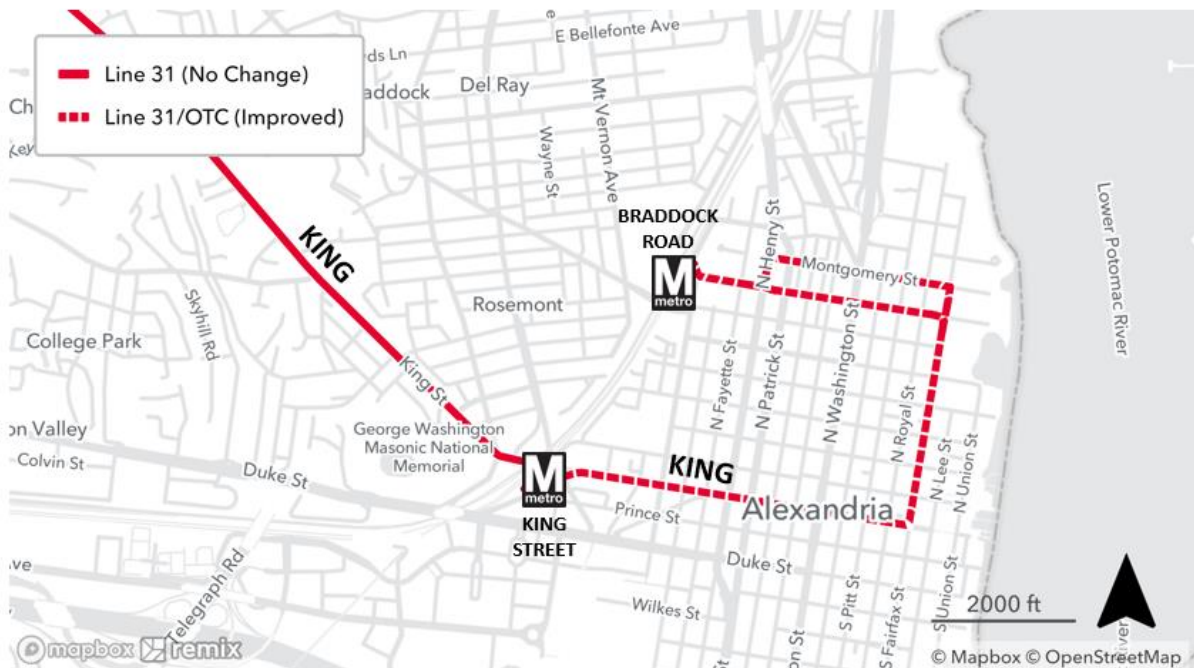 E Bellefonte Ave
Line 31 (No Change)
Line 31/OTC (Improved)
ds Ln
addock
Del Ray
Ch
Key
Wayne St
Mt Vernon Ave
BRADDOCK
ROAD
M
metro
N Henry St
Montgomery St
Lower Potomac River
KING
Skyhill Rd
Rosemont
College Park
King St
N Fayette St
N Patrick St
N Washington St
N Royal St
N Lee St
N Union St
on Valley
Colvin St
George Washington
Masonic National
Memorial
Duke St
M
metro
KING
STREET
KING
Prince St
Alexandria
Duke St
Telegraph Rd
Ave
Wilkes St
S Pitt St
S Fairfax St
S Union St
on St
2000 ft
River
mapbox remix
© Mapbox © OpenStreetMap